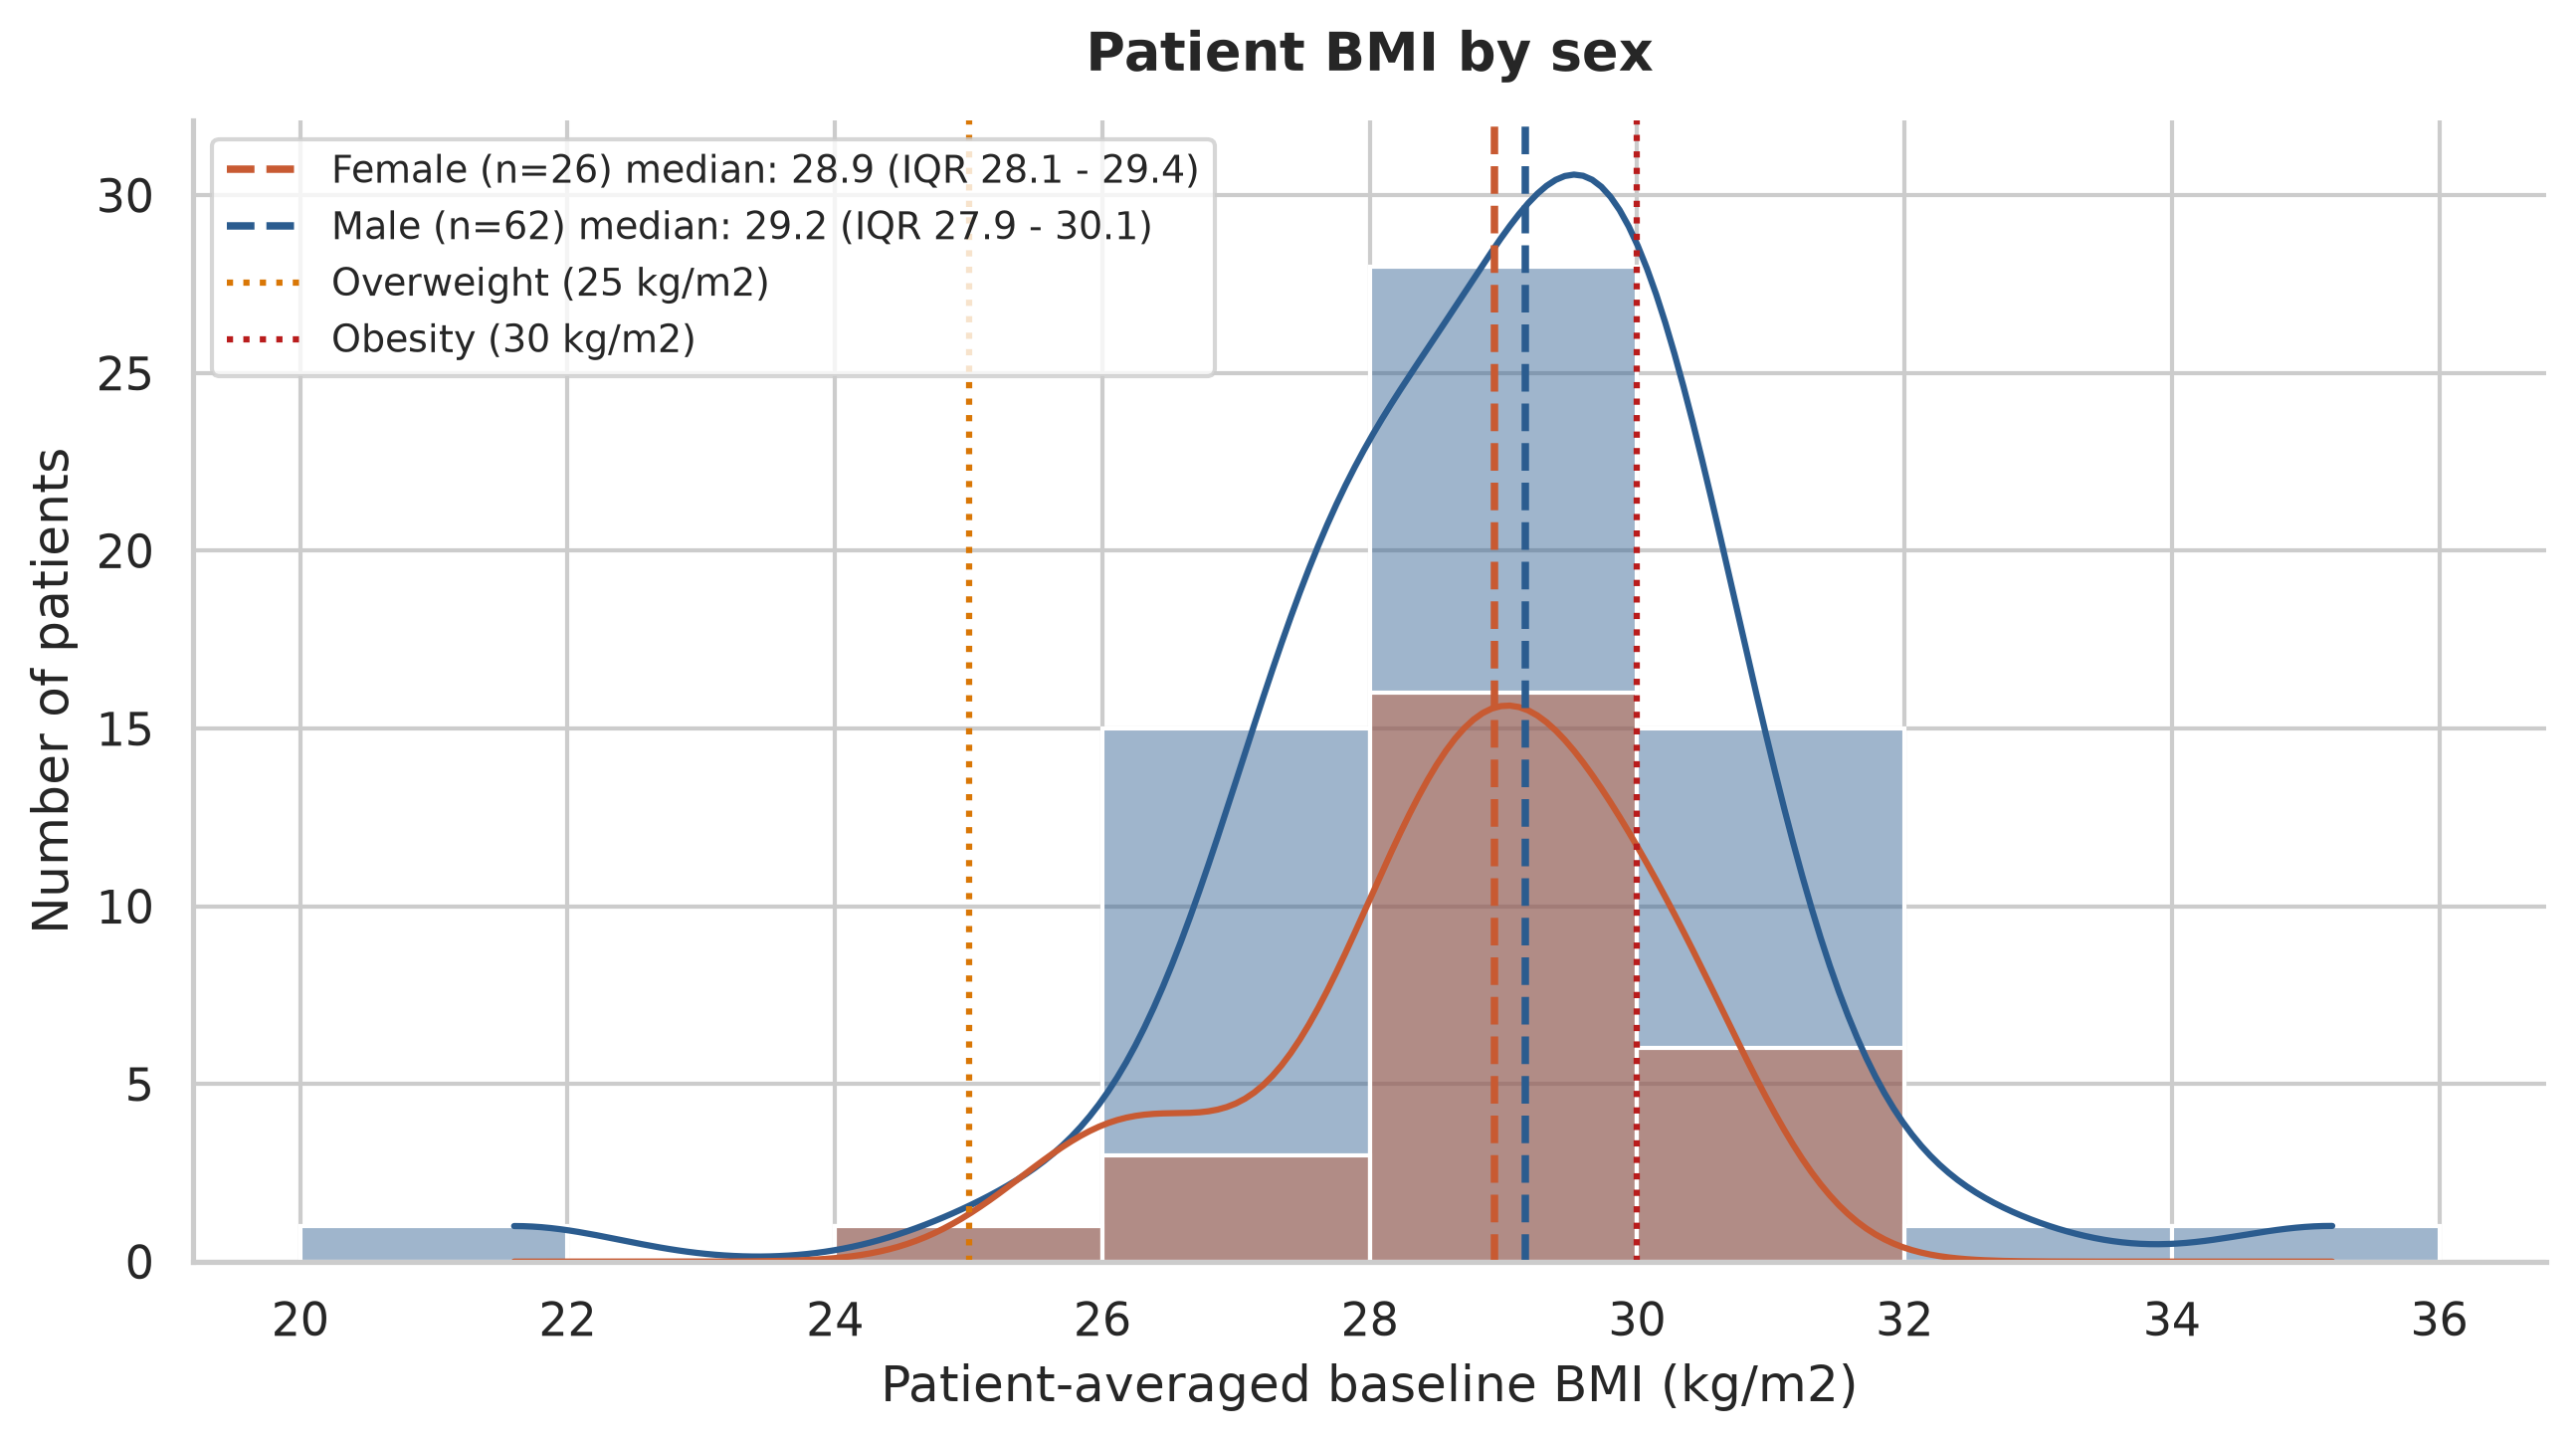 Patient BMI by sex
Female (n=26) median: 28.9 (IQR 28.1 - 29.4)
Male (n=62) median: 29.2 (IQR 27.9 - 30.1)
Overweight (25 kg/m2)
Obesity (30 kg/m2)
Number of patients
30
25
20
15
10
5
0
20 22 24 26 28 30 32 34 36
Patient-averaged baseline BMI (kg/m2)